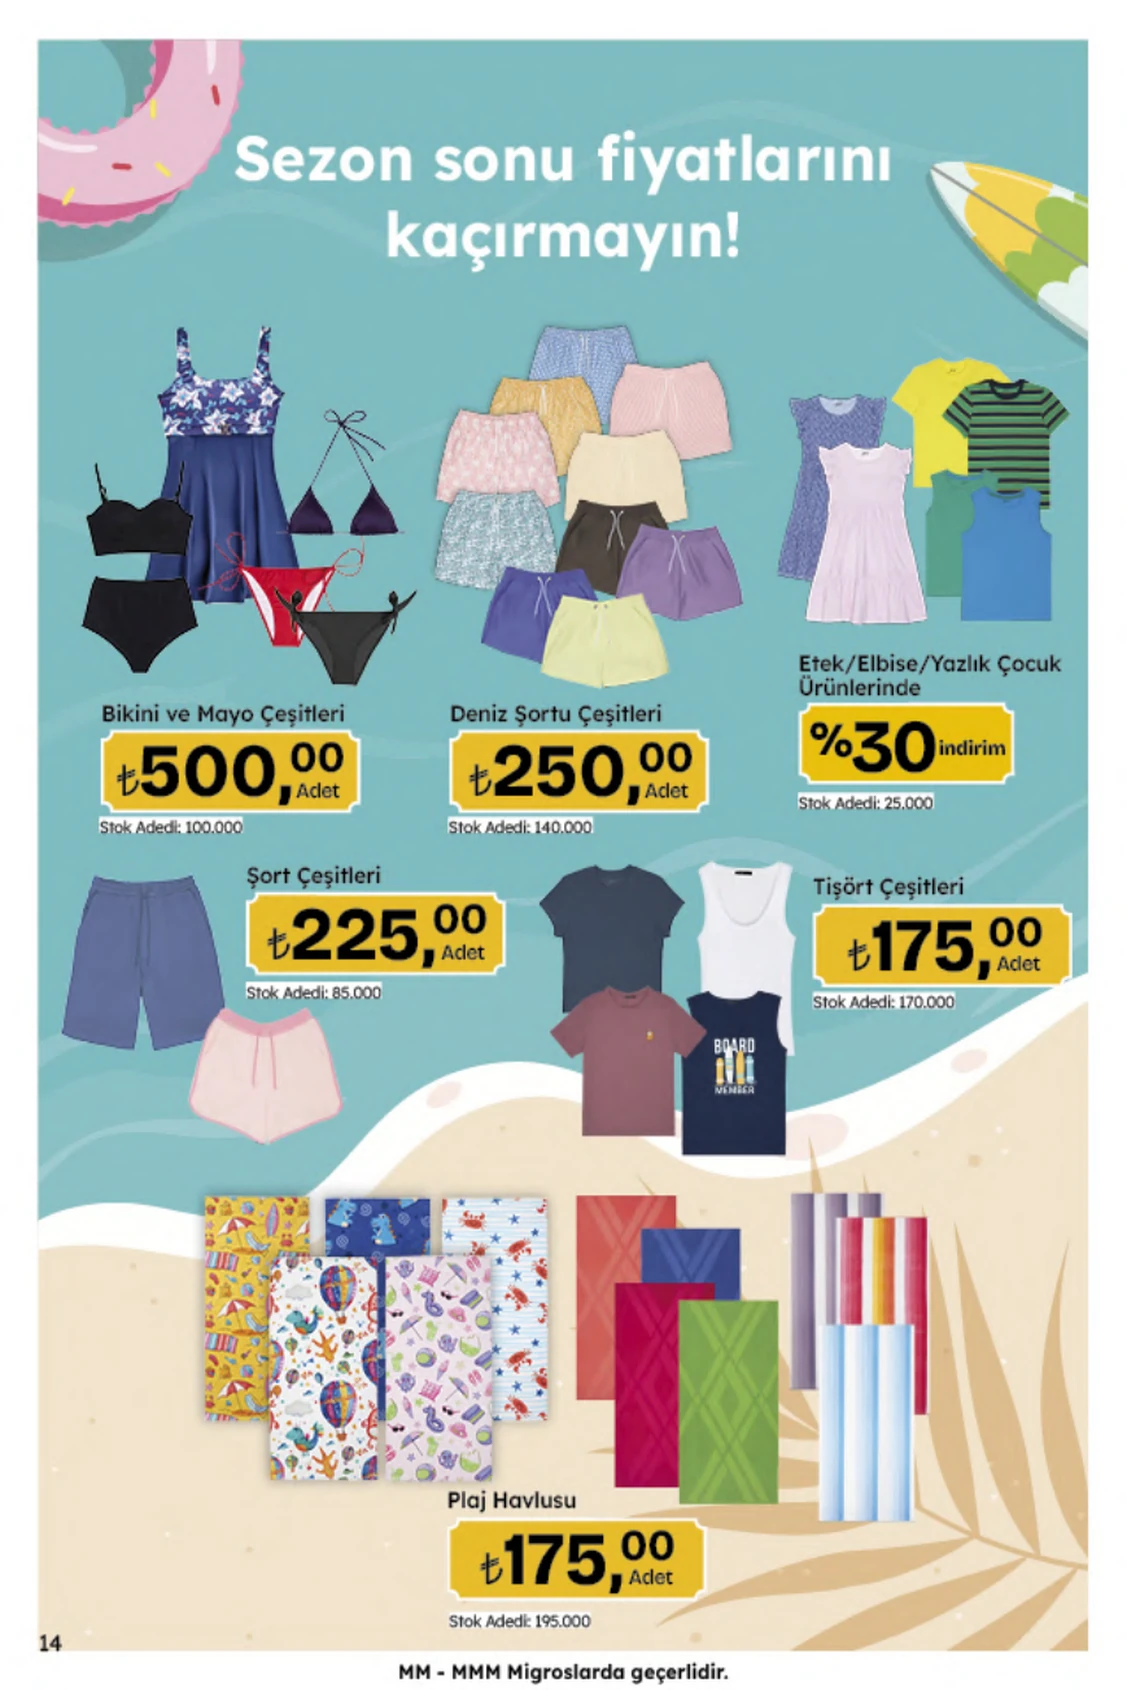 Sezon sonu fiyatlarını
kaçırmayın!
Bikini ve Mayo Çeşitleri
₺500,00
Adet
Stok Adedi: 100.000
Deniz Şortu Çeşitleri
₺250,00
Adet
Stok Adedi: 140.000
Etek/Elbise/Yazlık Çocuk
Ürünlerinde
%30 indirim
Stok Adedi: 25.000
Şort Çeşitleri
₺225,00
Adet
Stok Adedi: 85.000
Tişört Çeşitleri
₺175,00
Adet
Stok Adedi: 170.000
BOARD
MEMBER
Plaj Havlusu
₺175,00
Adet
Stok Adedi: 195.000
14
MM - MMM Migroslarda geçerlidir.